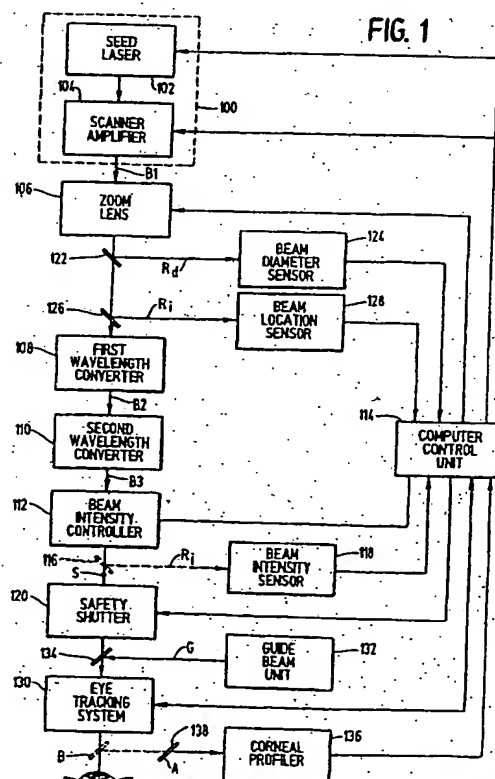 FIG. 1
SEED
LASER
102
104
100
SCANNER
AMPLIFIER
B1
106
ZOOM
LENS
124
BEAM
DIAMETER
SENSOR
122
Rd
128
BEAM
LOCATION
SENSOR
126
Ri
108
FIRST
WAVELENGTH
CONVERTER
B2
114
COMPUTER
CONTROL
UNIT
110
SECOND
WAVELENGTH
CONVERTER
B3
112
BEAM
INTENSITY
CONTROLLER
116
Ri
118
BEAM
INTENSITY
SENSOR
S
120
SAFETY
SHUTTER
134
G
132
GUIDE
BEAM
UNIT
130
EYE
TRACKING
SYSTEM
138
136
B
A
CORNEAL
PROFILER